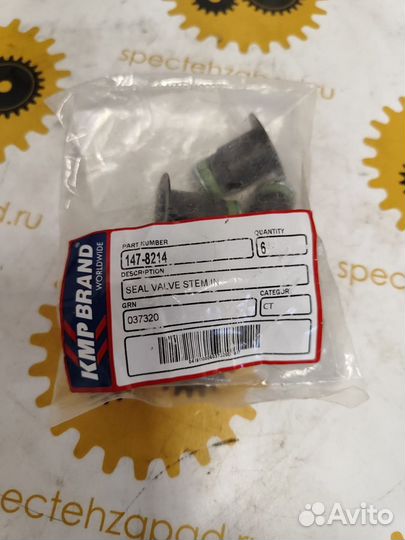 spectehzapad.ru
KMP BRAND
WORLDWIDE
PART NUMBER
147-8214
QUANTITY
6
DESCRIPTION
SEAL VALVE STEM IN
GRN
037320
CATEGORY
CT
spectehzapad.ru
Avito